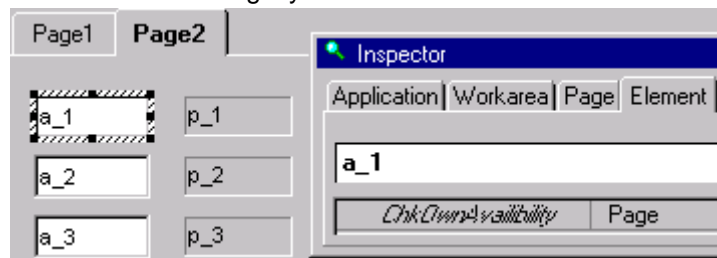 Page1 Page2
Inspector
Application Workarea Page Element
a_1 p_1
a_1
a_2 p_2
ChkOwnAvailibility Page
a_3 p_3